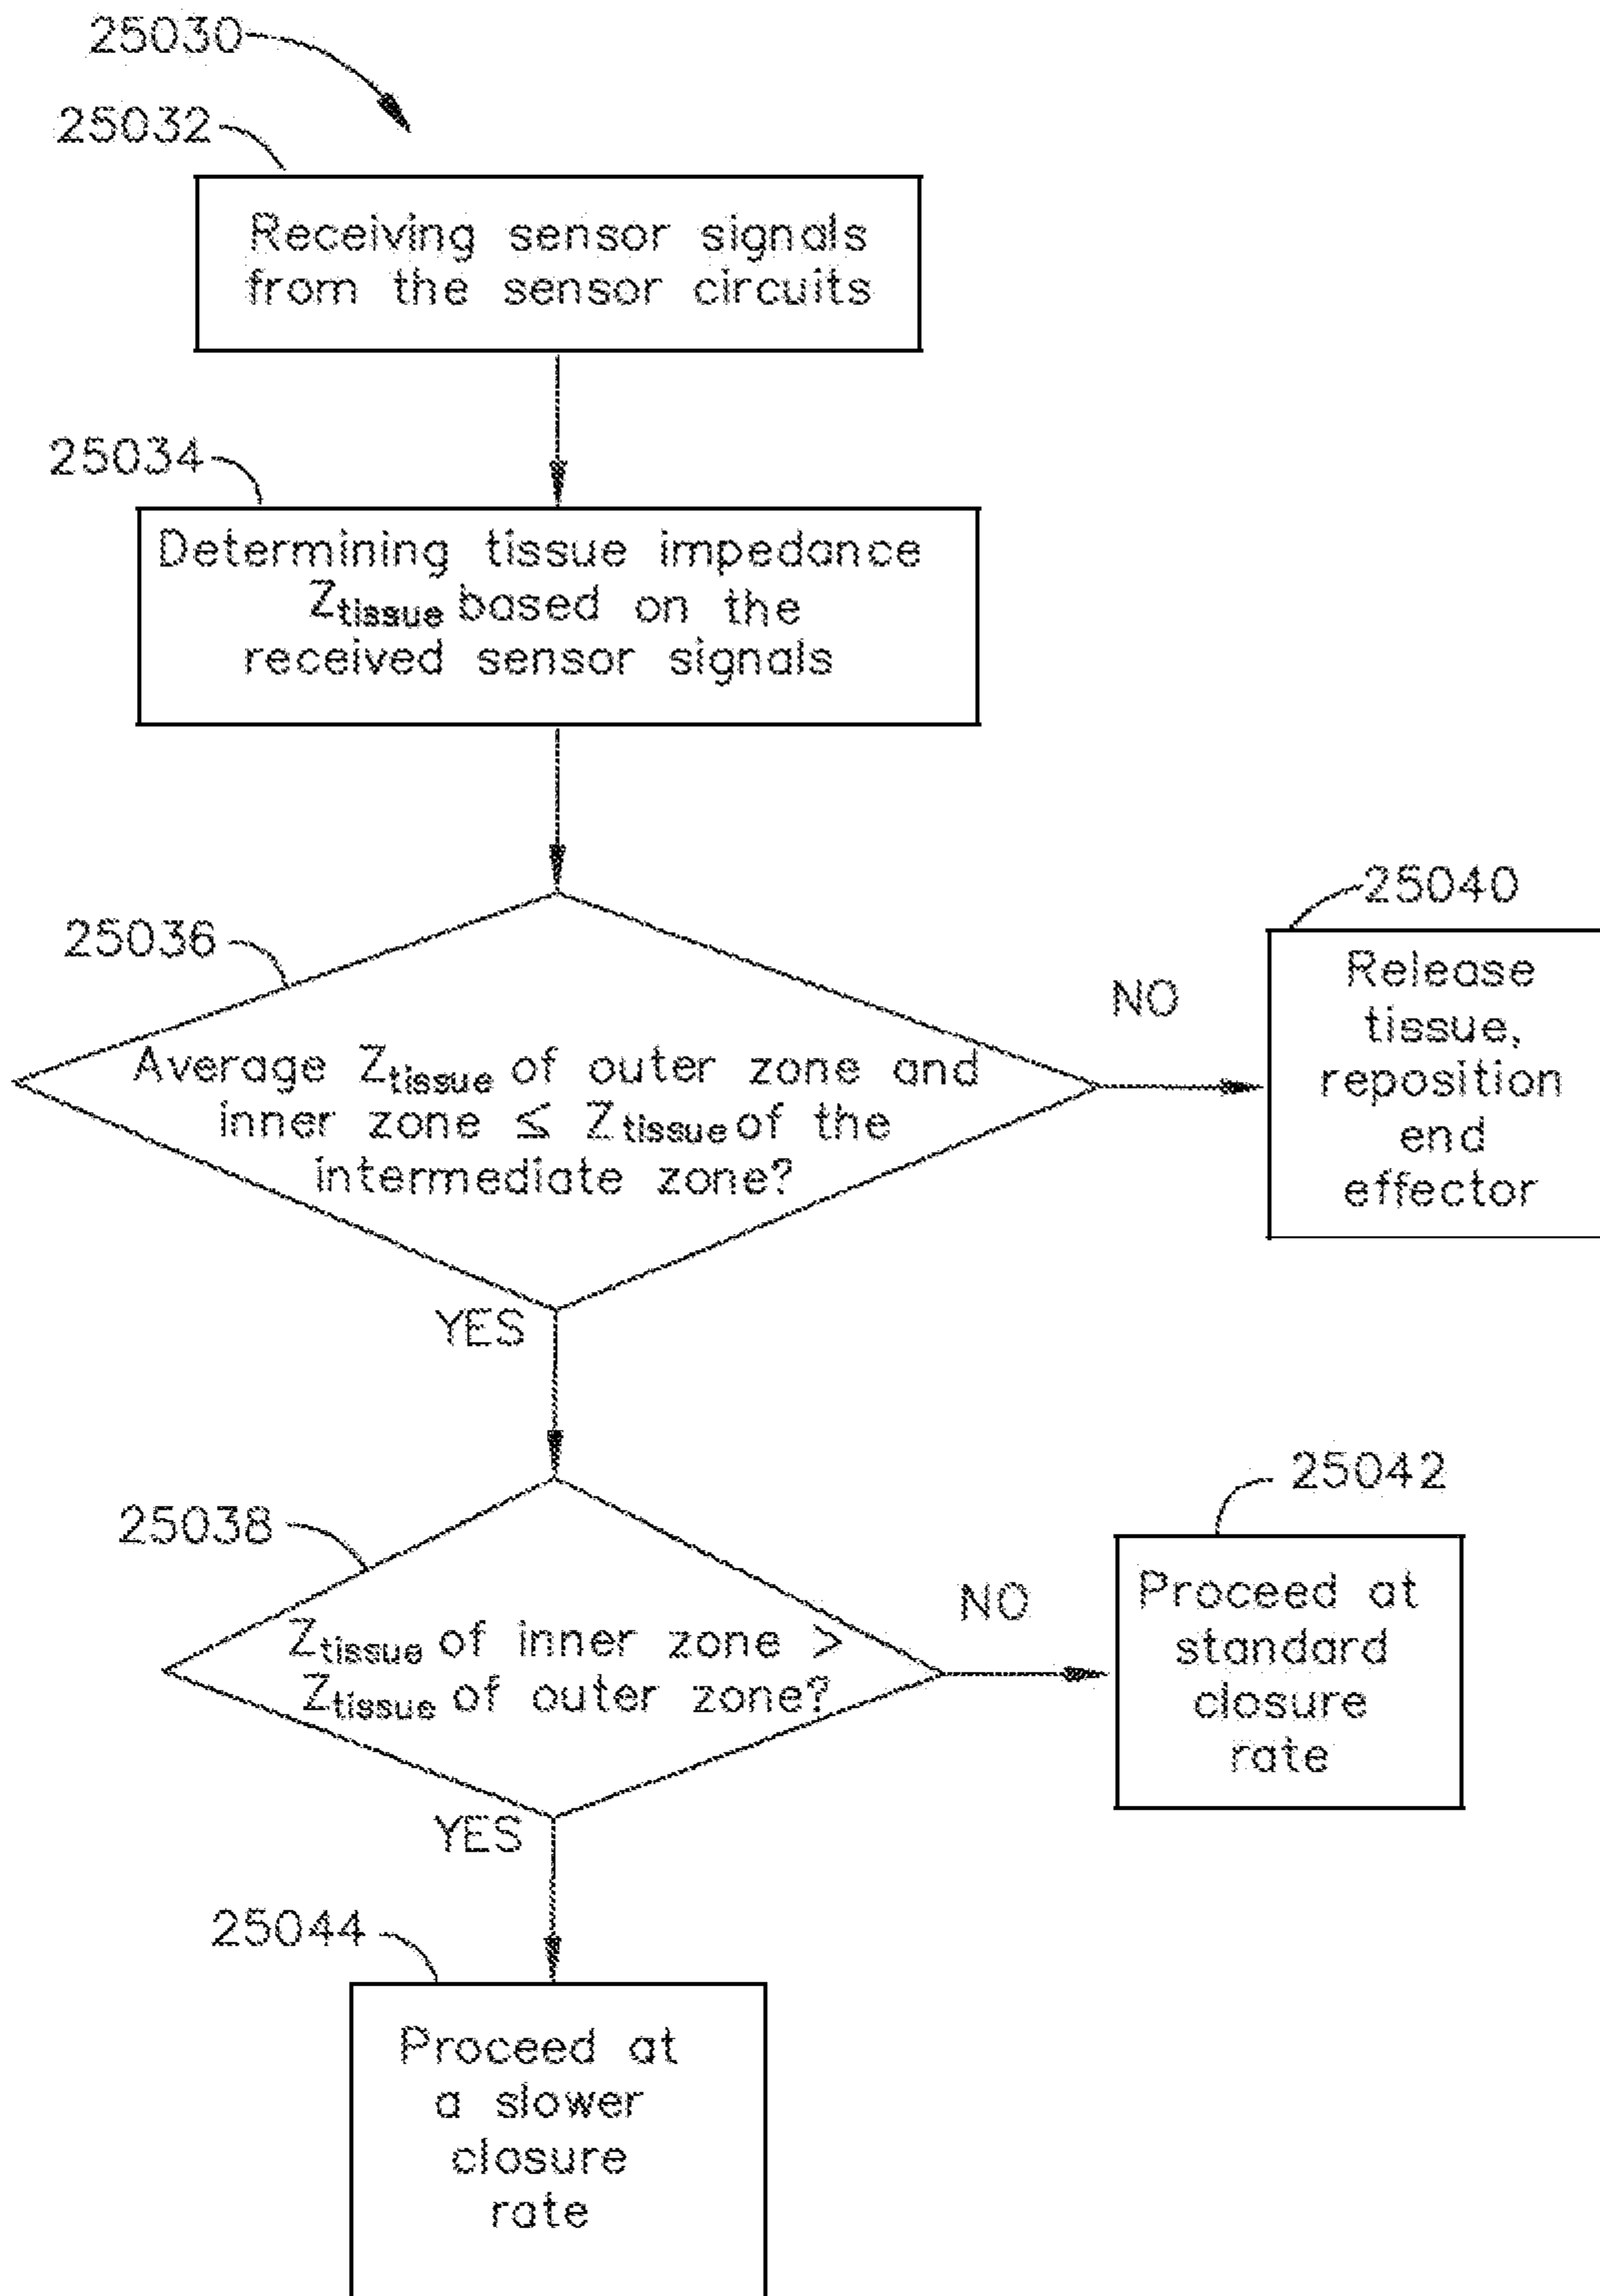 25030
25032
Receiving sensor signals
from the sensor circuits
25034
Determining tissue impedance
Ztissue based on the
received sensor signals
25036
Average Ztissue of outer zone and
inner zone ≤ Ztissue of the
intermediate zone?
NO
25040
Release
tissue,
reposition
end
effector
YES
25038
Ztissue of inner zone >
Ztissue of outer zone?
NO
25042
Proceed at
standard
closure
rate
YES
25044
Proceed at
a slower
closure
rate